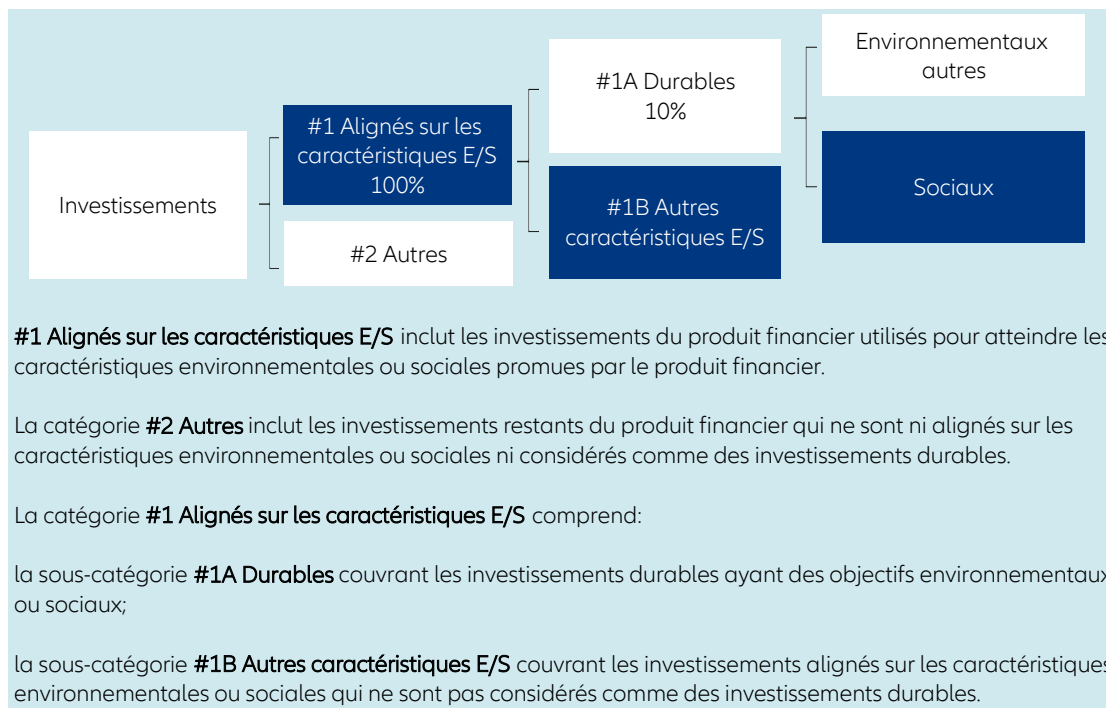 Investissements
#1 Alignés sur les
caractéristiques E/S
100%
#2 Autres
#1A Durables
10%
#1B Autres
caractéristiques E/S
Environnementaux
autres
Sociaux
#1 Alignés sur les caractéristiques E/S inclut les investissements du produit financier utilisés pour atteindre les
caractéristiques environnementales ou sociales promues par le produit financier.
La catégorie #2 Autres inclut les investissements restants du produit financier qui ne sont ni alignés sur les
caractéristiques environnementales ou sociales ni considérés comme des investissements durables.
La catégorie #1 Alignés sur les caractéristiques E/S comprend:
la sous-catégorie #1A Durables couvrant les investissements durables ayant des objectifs environnementaux
ou sociaux;
la sous-catégorie #1B Autres caractéristiques E/S couvrant les investissements alignés sur les caractéristiques
environnementales ou sociales qui ne sont pas considérés comme des investissements durables.